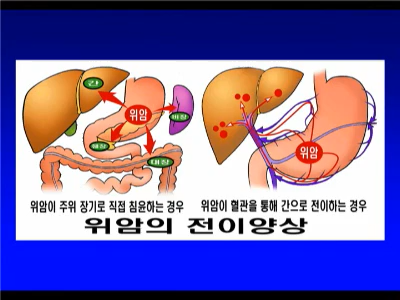 간
위암
비장
췌장
대장
위암
위암이 주위 장기로 직접 침윤하는 경우
위암이 혈관을 통해 간으로 전이하는 경우
위암의 전이양상